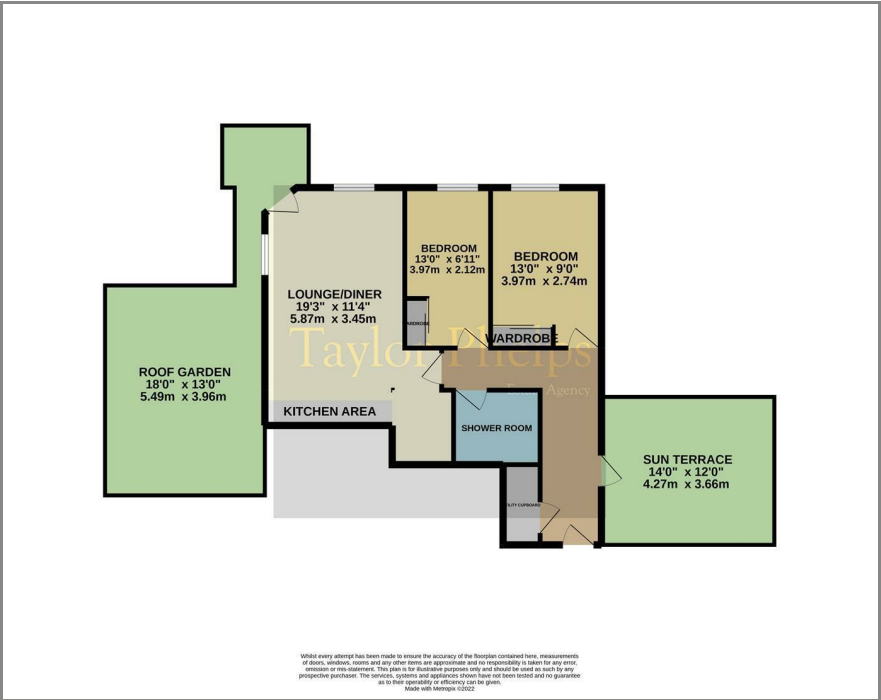 BEDROOM
13'0" x 6'11"
3.97m x 2.12m
BEDROOM
13'0" x 9'0"
3.97m x 2.74m
LOUNGE/DINER
19'3" x 11'4"
5.87m x 3.45m
WARDROBE
WARDROBE
Taylor Phelps
Estate Agency
ROOF GARDEN
18'0" x 13'0"
5.49m x 3.96m
KITCHEN AREA
SHOWER ROOM
SUN TERRACE
14'0" x 12'0"
4.27m x 3.66m
UTILITY CUPBOARD
Whilst every attempt has been made to ensure the accuracy of the floorplan contained here, measurements
of doors, windows, rooms and any other items are approximate and no responsibility is taken for any error,
omission or mis-statement. This plan is for illustrative purposes only and should be used as such by any
prospective purchaser. The services, systems and appliances shown have not been tested and no guarantee
as to their operability or efficiency can be given.
Made with Metropix ©2022